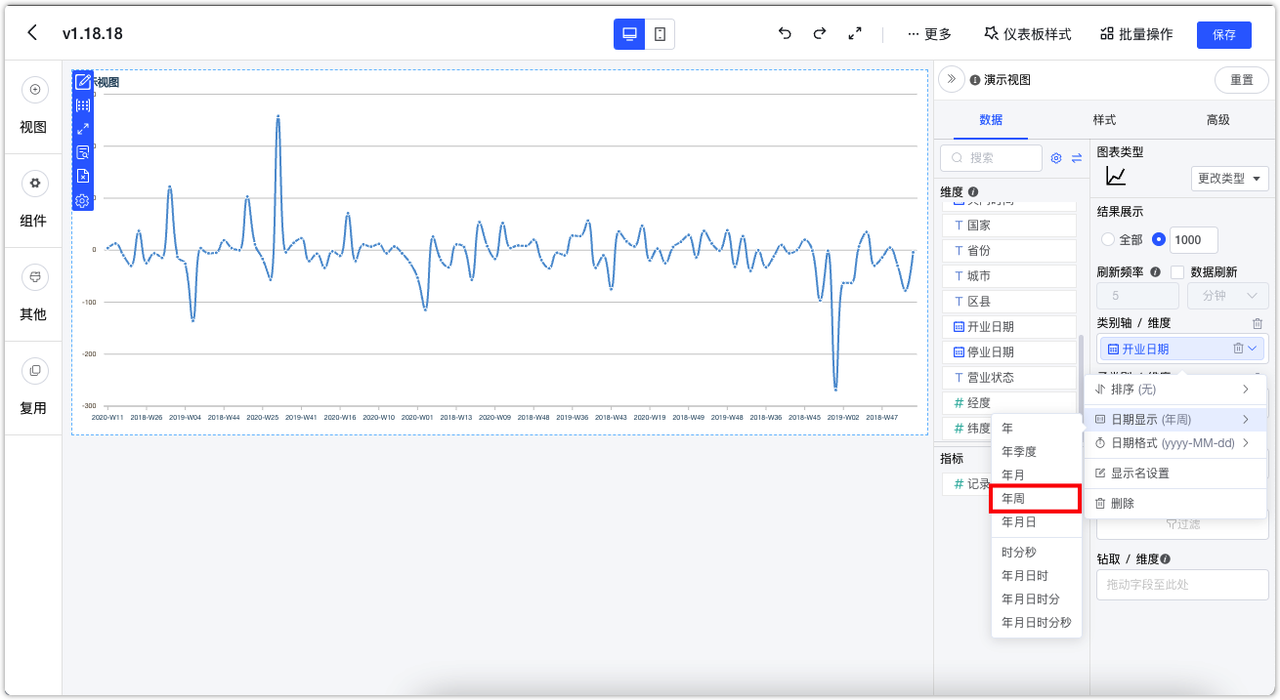 v1.18.18
更多
仪表板样式
批量操作
保存
视图
组件
其他
复用
示视图
0
-100
-200
-300
2020-W11
2018-W26
2019-W04
2018-W44
2020-W25
2019-W41
2020-W16
2020-W10
2020-W01
2018-W13
2020-W09
2018-W48
2019-W36
2018-W43
2020-W19
2018-W49
2019-W48
2018-W36
2018-W45
2019-W02
2018-W47
演示视图
重置
数据
样式
高级
搜索
维度
国家
省份
城市
区县
开业日期
停业日期
营业状态
经度
纬度
指标
记录
图表类型
更改类型
结果展示
全部
1000
刷新频率
数据刷新
5
分钟
类别轴 / 维度
开业日期
排序 (无)
日期显示 (年周)
日期格式 (yyyy-MM-dd)
显示名设置
删除
过滤
钻取 / 维度
拖动字段至此处
年
年季度
年月
年周
年月日
时分秒
年月日时
年月日时分
年月日时分秒